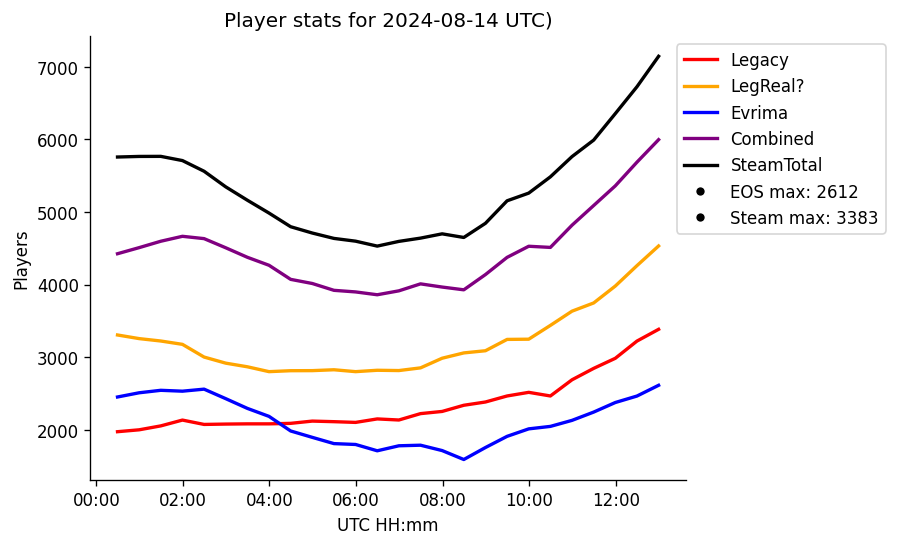 Player stats for 2024-08-14 UTC)
7000
6000
5000
4000
3000
2000
Players
00:00
02:00
04:00
06:00
08:00
10:00
12:00
UTC HH:mm
Legacy
LegReal?
Evrima
Combined
SteamTotal
EOS max: 2612
Steam max: 3383